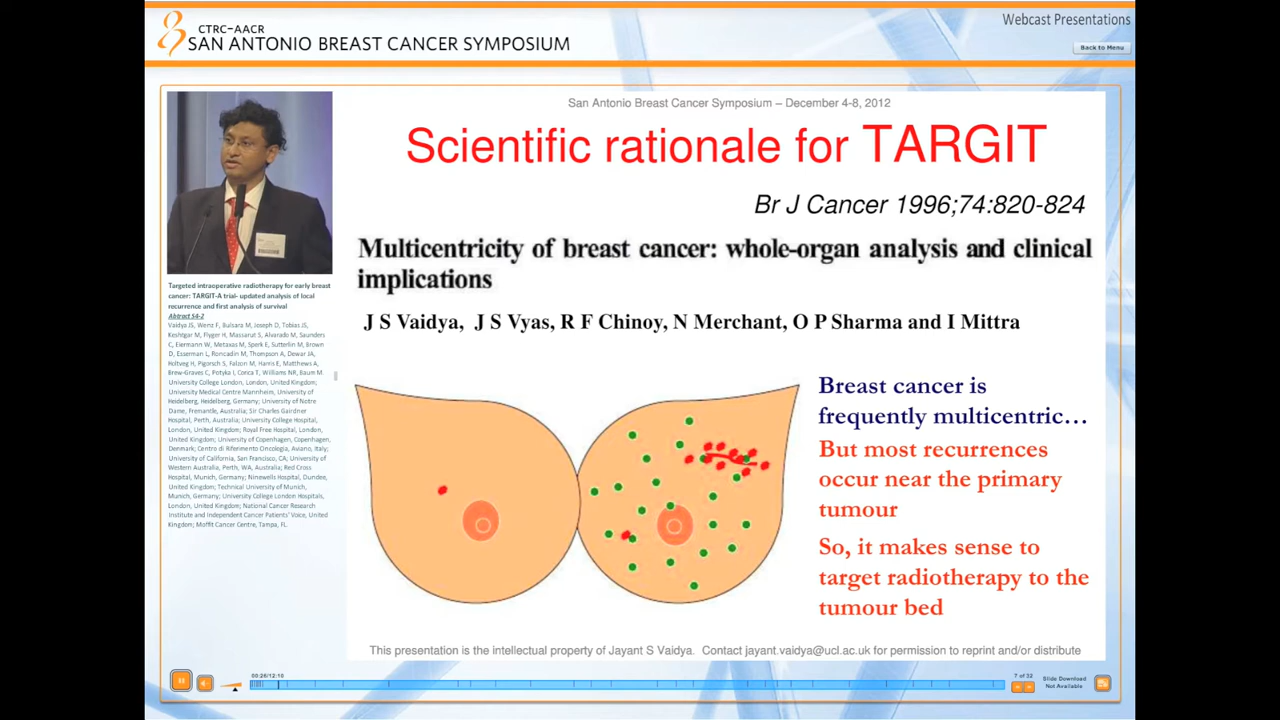 CTRC–AACR
SAN ANTONIO BREAST CANCER SYMPOSIUM
Webcast Presentations
Back to Menu
Targeted intraoperative radiotherapy for early breast
cancer: TARGIT-A trial- updated analysis of local
recurrence and first analysis of survival
Abtract S4-2
Vaidya JS, Wenz F, Bulsara M, Joseph D, Tobias JS,
Keshtgar M, Flyger H, Massarut S, Alvarado M, Saunders
C, Eiermann W, Metaxas M, Sperk E, Sutterlin M, Brown
D, Esserman L, Roncadin M, Thompson A, Dewar JA,
Holtveg H, Pigorsch S, Falzon M, Harris E, Matthews A,
Brew-Graves C, Potyka I, Corica T, Williams NR, Baum M.
University College London, London, United Kingdom;
University Medical Centre Mannheim, University of
Heidelberg, Heidelberg, Germany; University of Notre
Dame, Fremantle, Australia; Sir Charles Gairdner
Hospital, Perth, Australia; University College Hospital,
London, United Kingdom; Royal Free Hospital, London,
United Kingdom; University of Copenhagen, Copenhagen,
Denmark; Centro di Riferimento Oncologia, Aviano, Italy;
University of California, San Francisco, CA; University of
Western Australia, Perth, WA, Australia; Red Cross
Hospital, Munich, Germany; Ninewells Hospital, Dundee,
United Kingdom; Technical University of Munich,
Munich, Germany; University College London Hospitals,
London, United Kingdom; National Cancer Research
Institute and Independent Cancer Patients' Voice, United
Kingdom; Moffit Cancer Centre, Tampa, FL
San Antonio Breast Cancer Symposium – December 4-8, 2012
Scientific rationale for TARGIT
Br J Cancer 1996;74:820-824
Multicentricity of breast cancer: whole-organ analysis and clinical
implications
J S Vaidya, J S Vyas, R F Chinoy, N Merchant, O P Sharma and I Mittra
Breast cancer is
frequently multicentric…
But most recurrences
occur near the primary
tumour
So, it makes sense to
target radiotherapy to the
tumour bed
This presentation is the intellectual property of Jayant S Vaidya. Contact jayant.vaidya@ucl.ac.uk for permission to reprint and/or distribute
00:26/12:10
7 of 32
Slide Download
Not Available